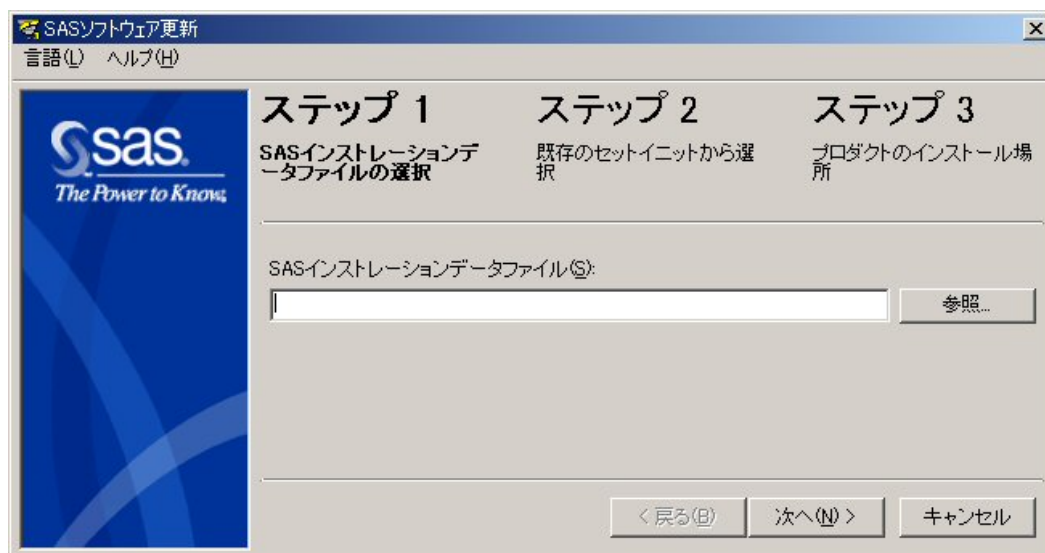 SASソフトウェア更新
言語(L) ヘルプ(H)
sas.
The Power to Know.
ステップ 1
SASインストレーションデ
ータファイルの選択
ステップ 2
既存のセットイニットから選
択
ステップ 3
プロダクトのインストール場
所
SASインストレーションデータファイル(S):
参照...
< 戻る(B)
次へ(N) >
キャンセル